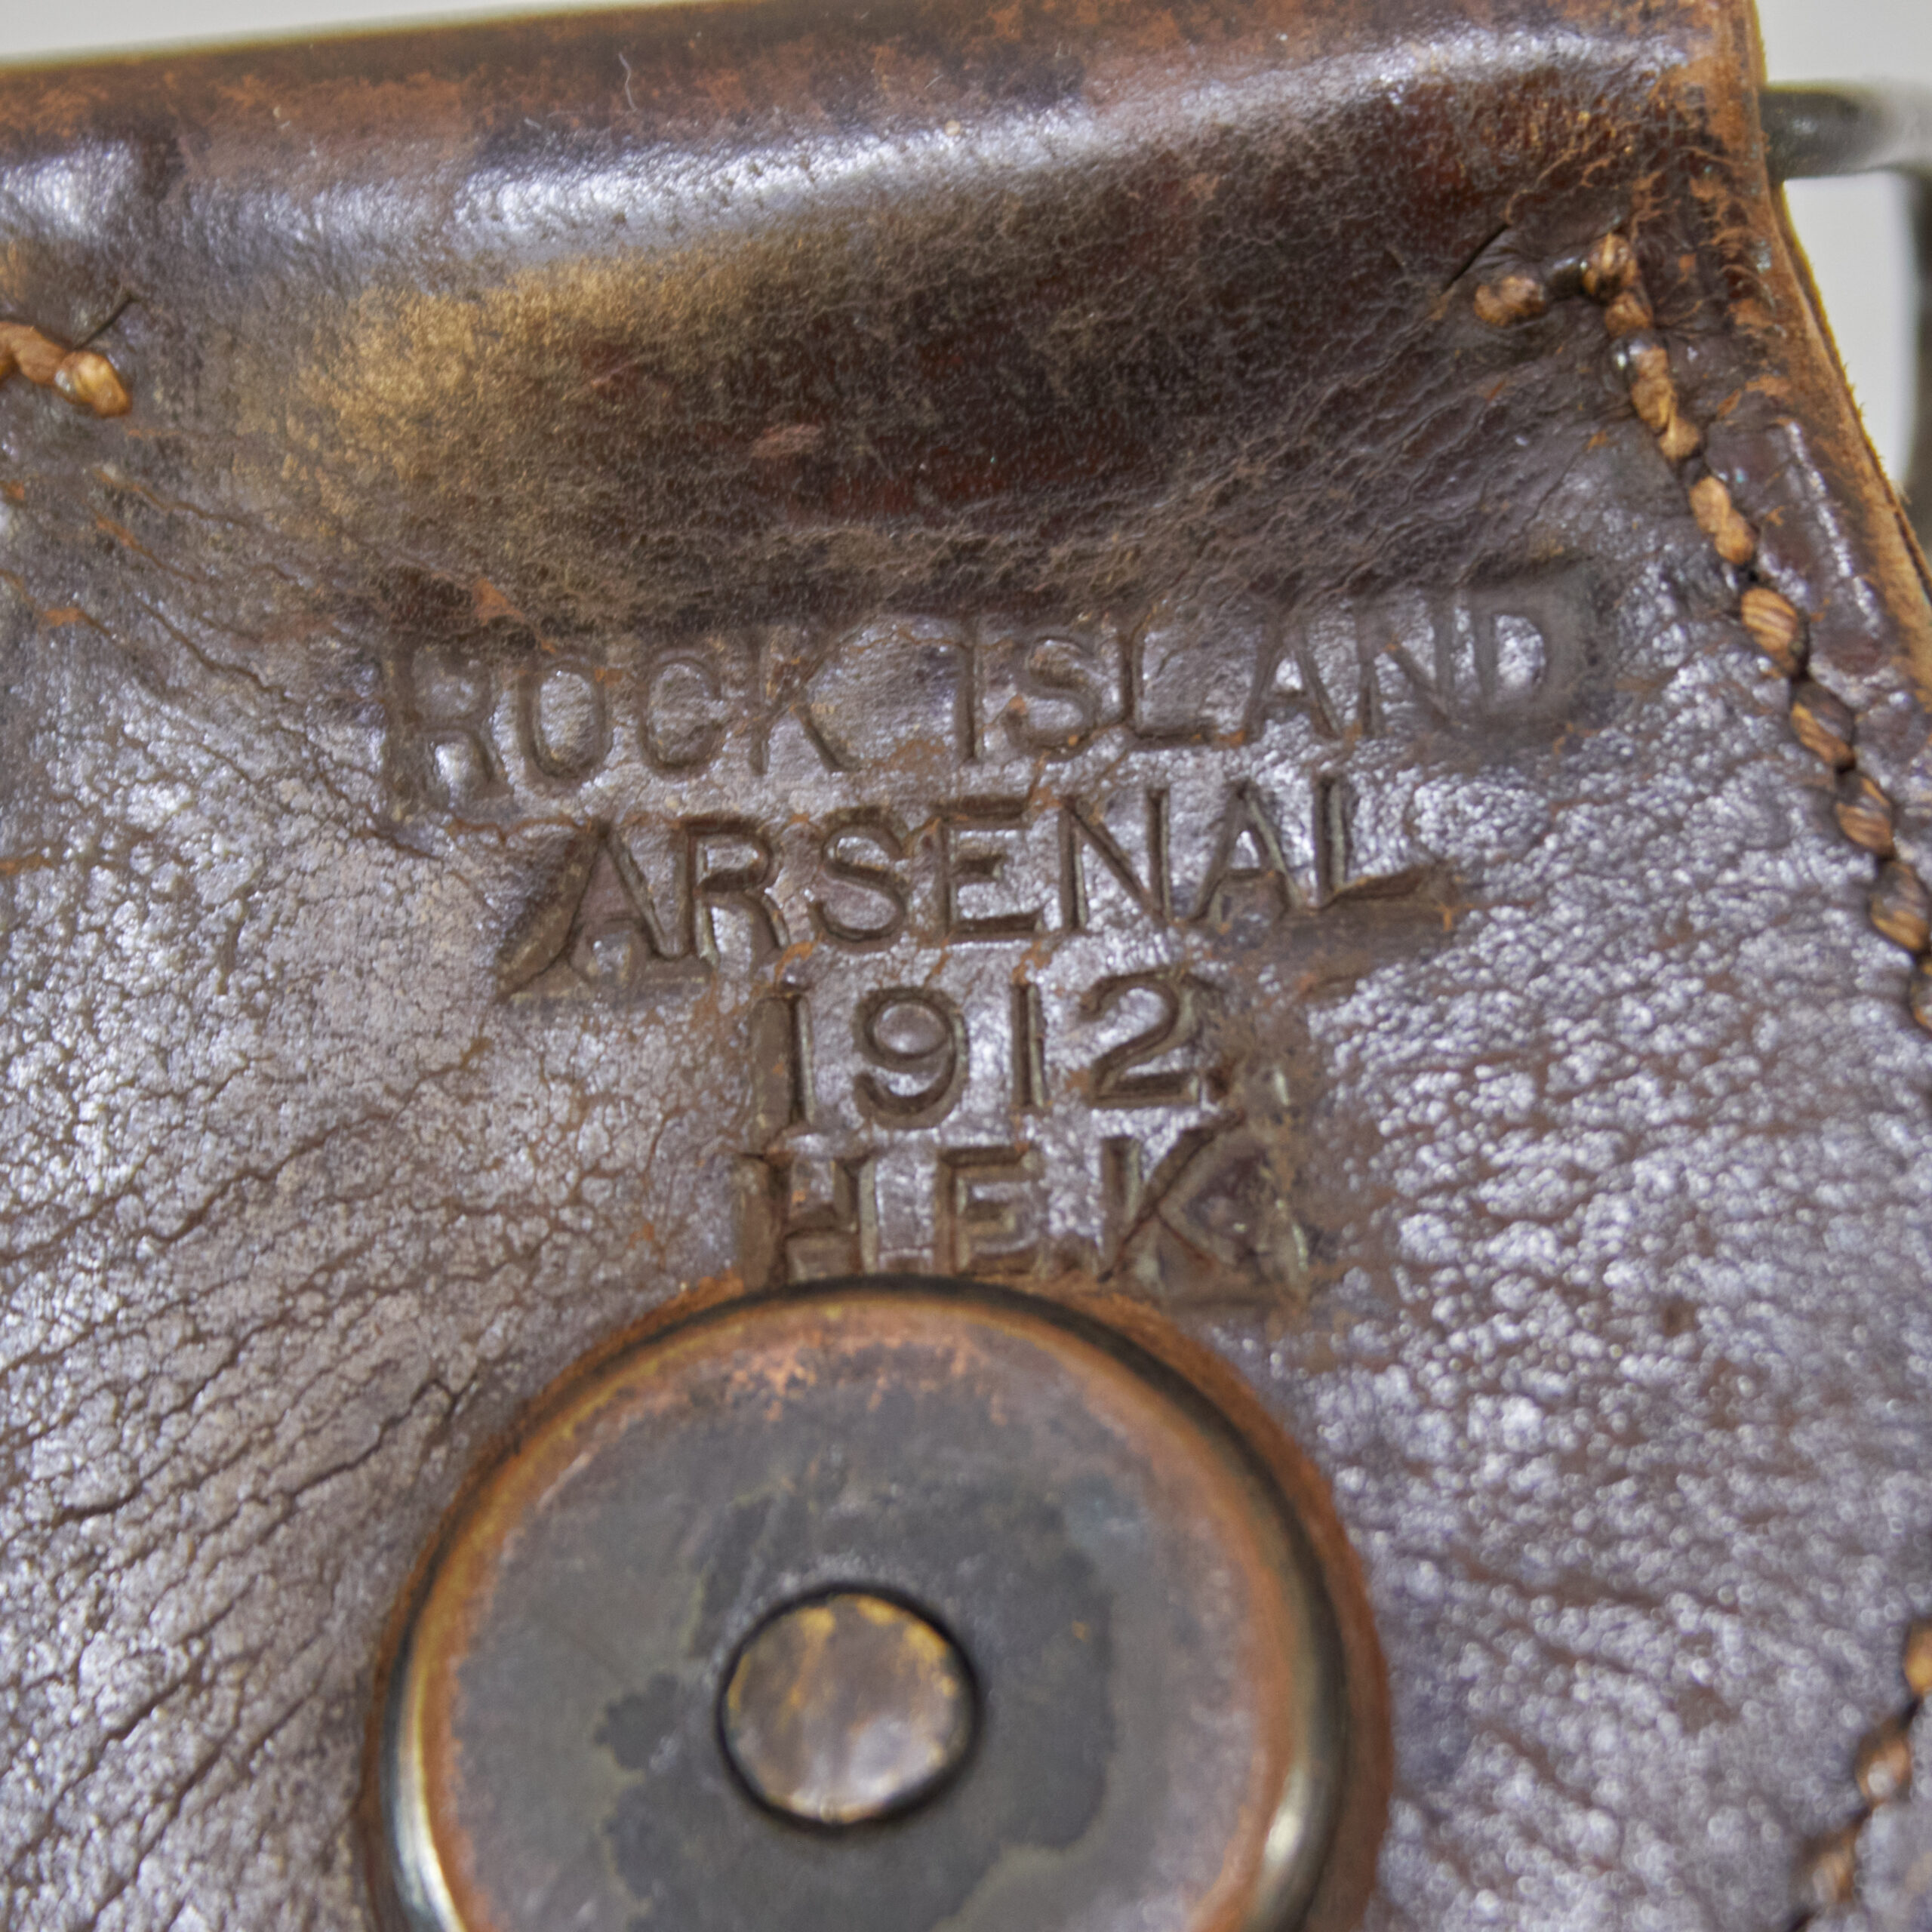 ROCK ISLAND
ARSENAL
1912
H.E.K.